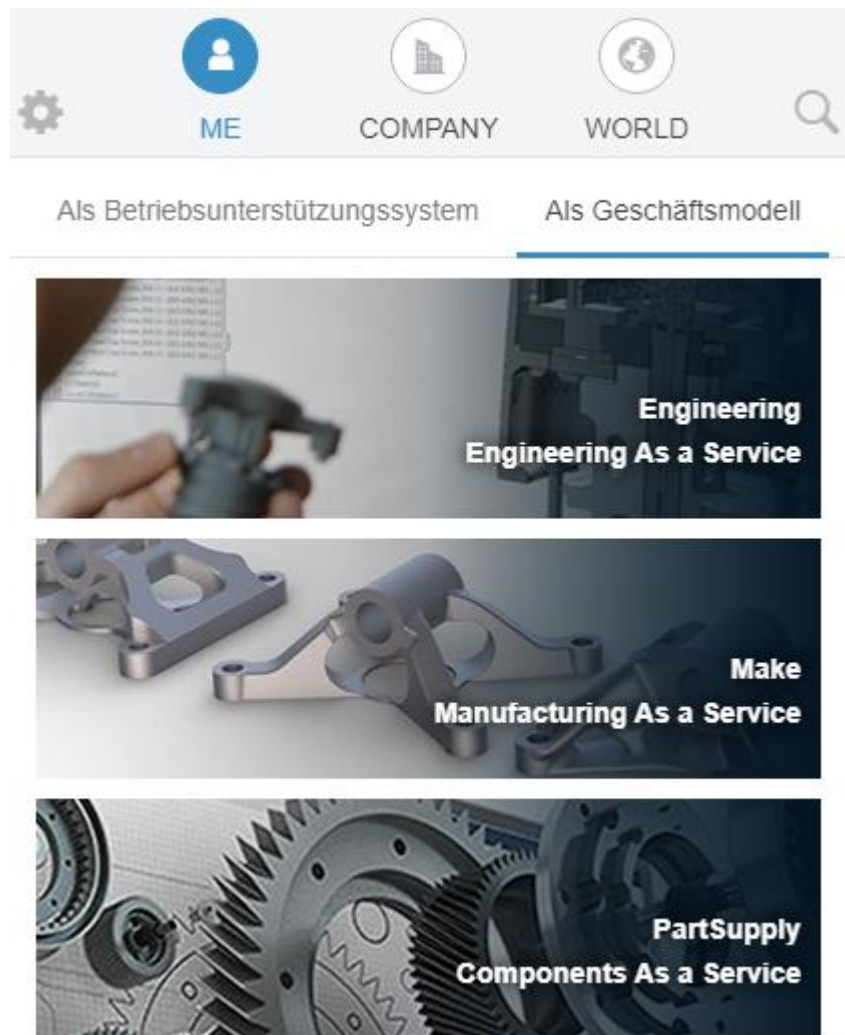 ME
COMPANY
WORLD
Als Betriebsunterstützungssystem
Als Geschäftsmodell
Engineering
Engineering As a Service
Make
Manufacturing As a Service
PartSupply
Components As a Service